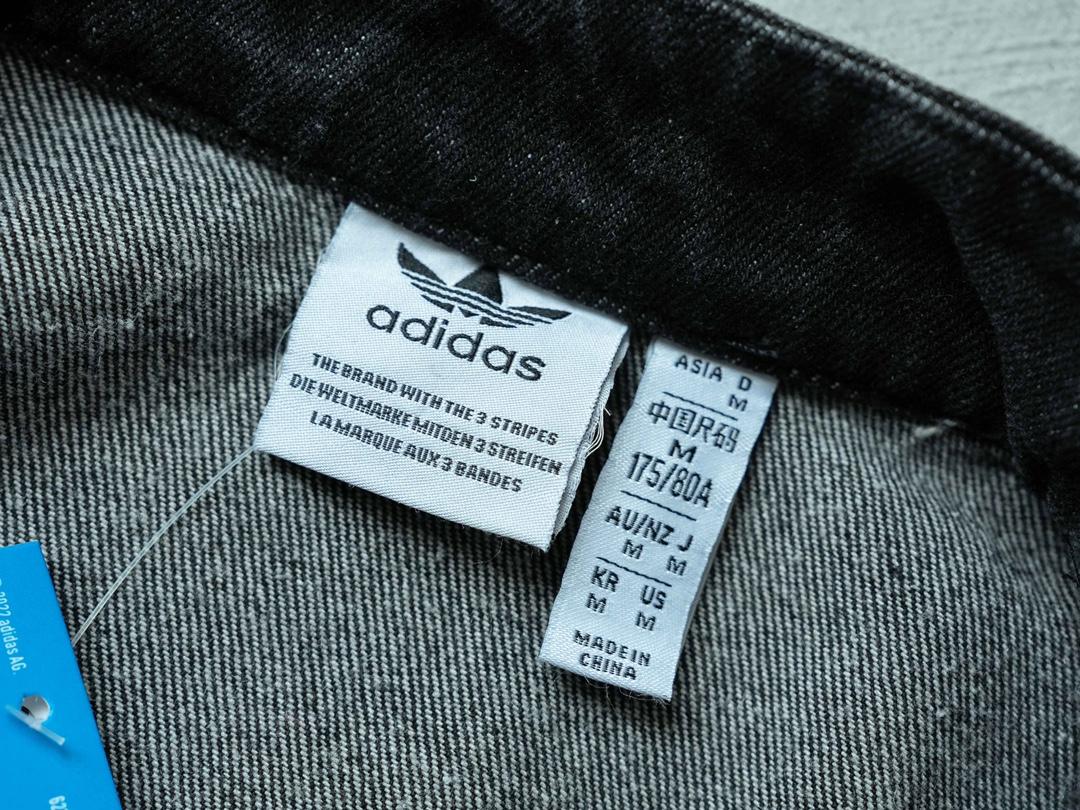 adidas
THE BRAND WITH THE 3 STRIPES
DIE WELTMARKE MIT DEN 3 STREIFEN
LA MARQUE AUX 3 BANDES
ASIA D
M
中国尺码
M
175/80A
AU/NZ J
M M
KR US
M M
MADE IN
CHINA
2022 adidas AG.